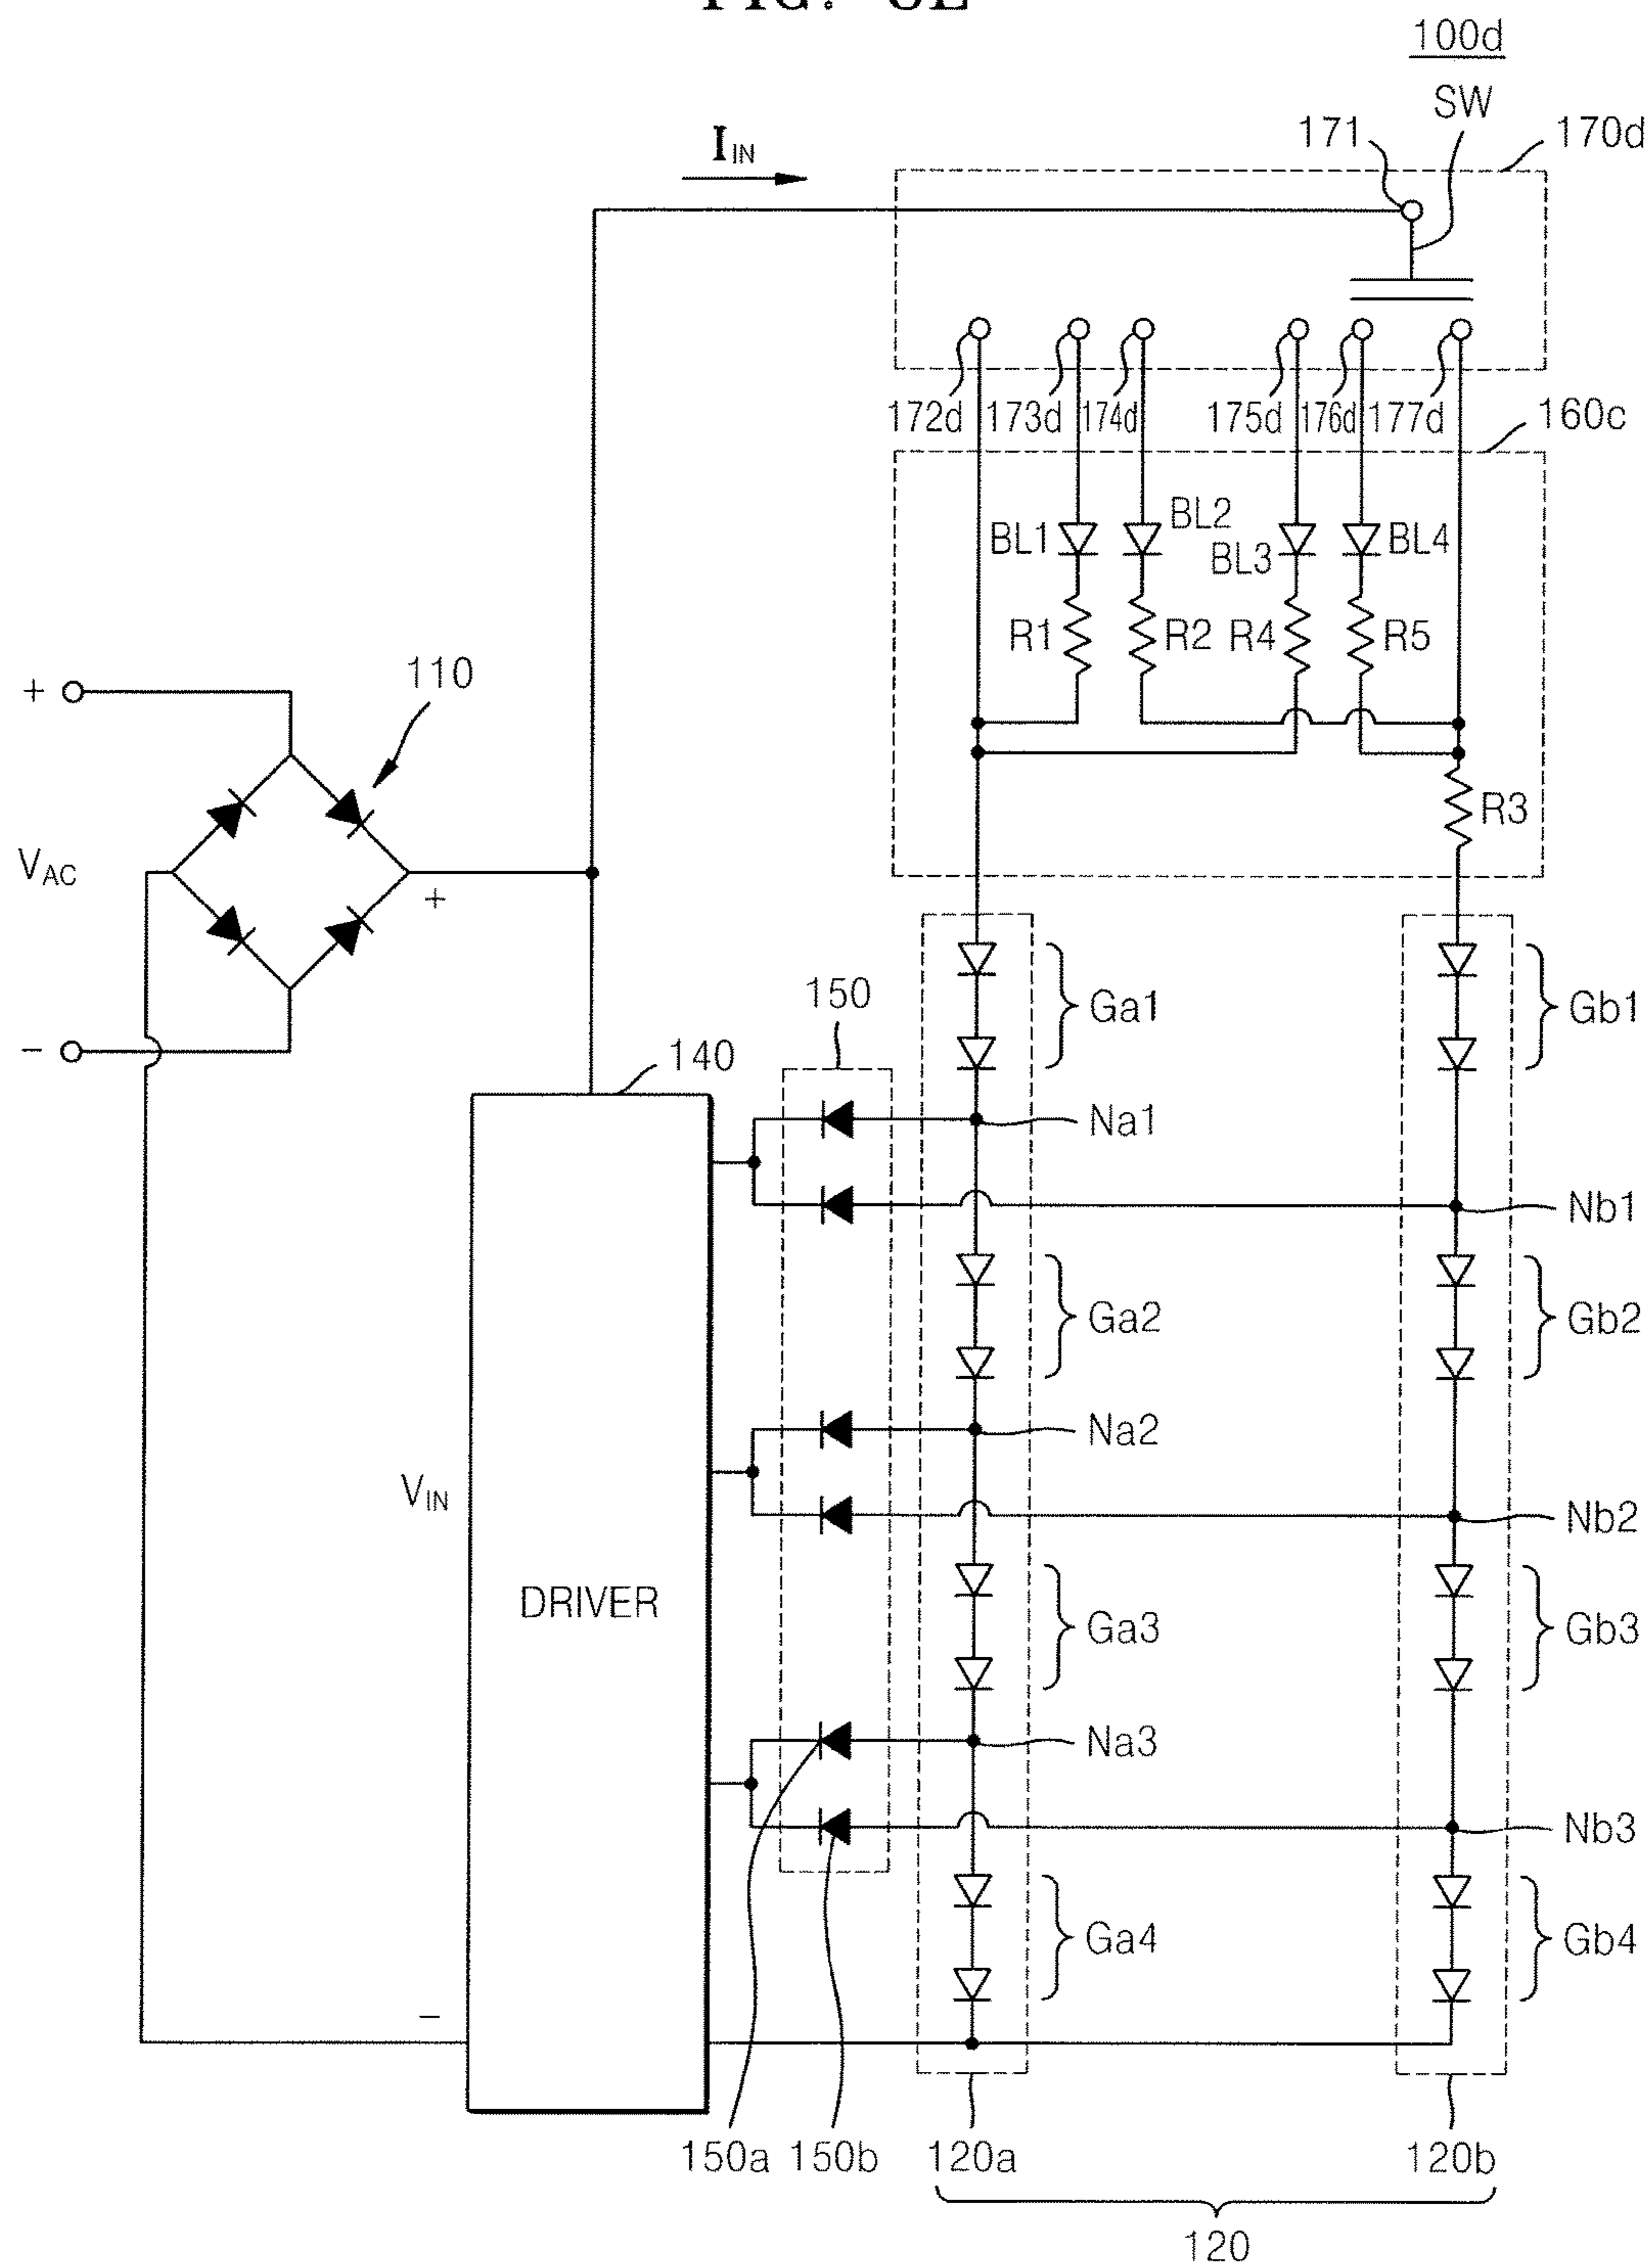 100d
SW
171
170d
IIN
172d 173d 174d 175d 176d 177d
160c
BL1 BL2 BL3 BL4
R1 R2 R4 R5
R3
+
110
VAC
+
-
150
140
Ga1 Gb1
Na1
Nb1
Ga2 Gb2
Na2
VIN
Nb2
DRIVER
Ga3 Gb3
Na3
Nb3
Ga4 Gb4
-
150a 150b 120a 120b
120